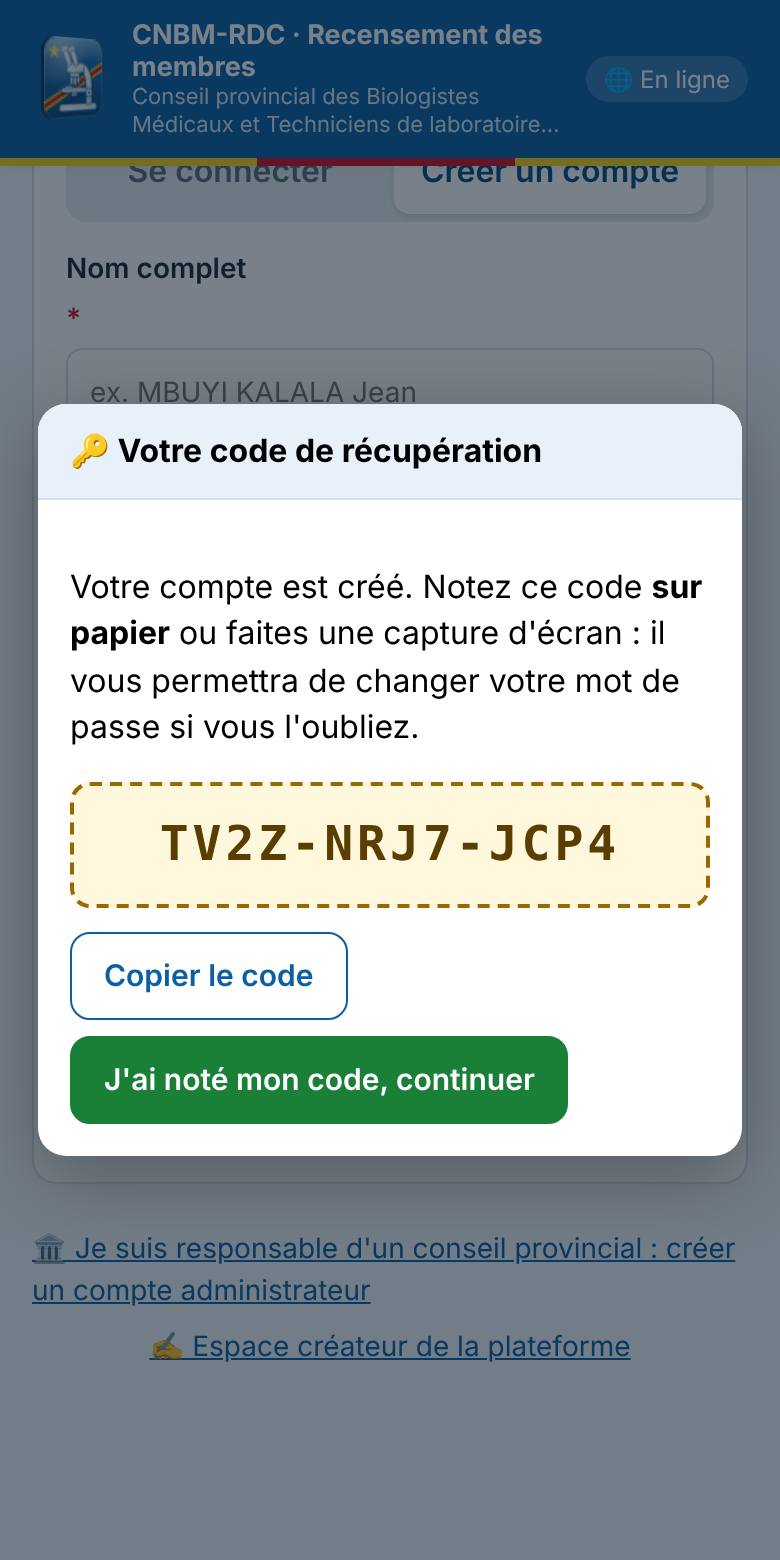 CNBM-RDC · Recensement des
membres
Conseil provincial des Biologistes
Médicaux et Techniciens de laboratoire...
🌐 En ligne
Se connecter
Créer un compte
Nom complet
*
ex. MBUYI KALALA Jean
🔑 Votre code de récupération
Votre compte est créé. Notez ce code sur
papier ou faites une capture d'écran : il
vous permettra de changer votre mot de
passe si vous l'oubliez.
TV2Z-NRJ7-JCP4
Copier le code
J'ai noté mon code, continuer
🏛️ Je suis responsable d'un conseil provincial : créer
un compte administrateur
✍️ Espace créateur de la plateforme